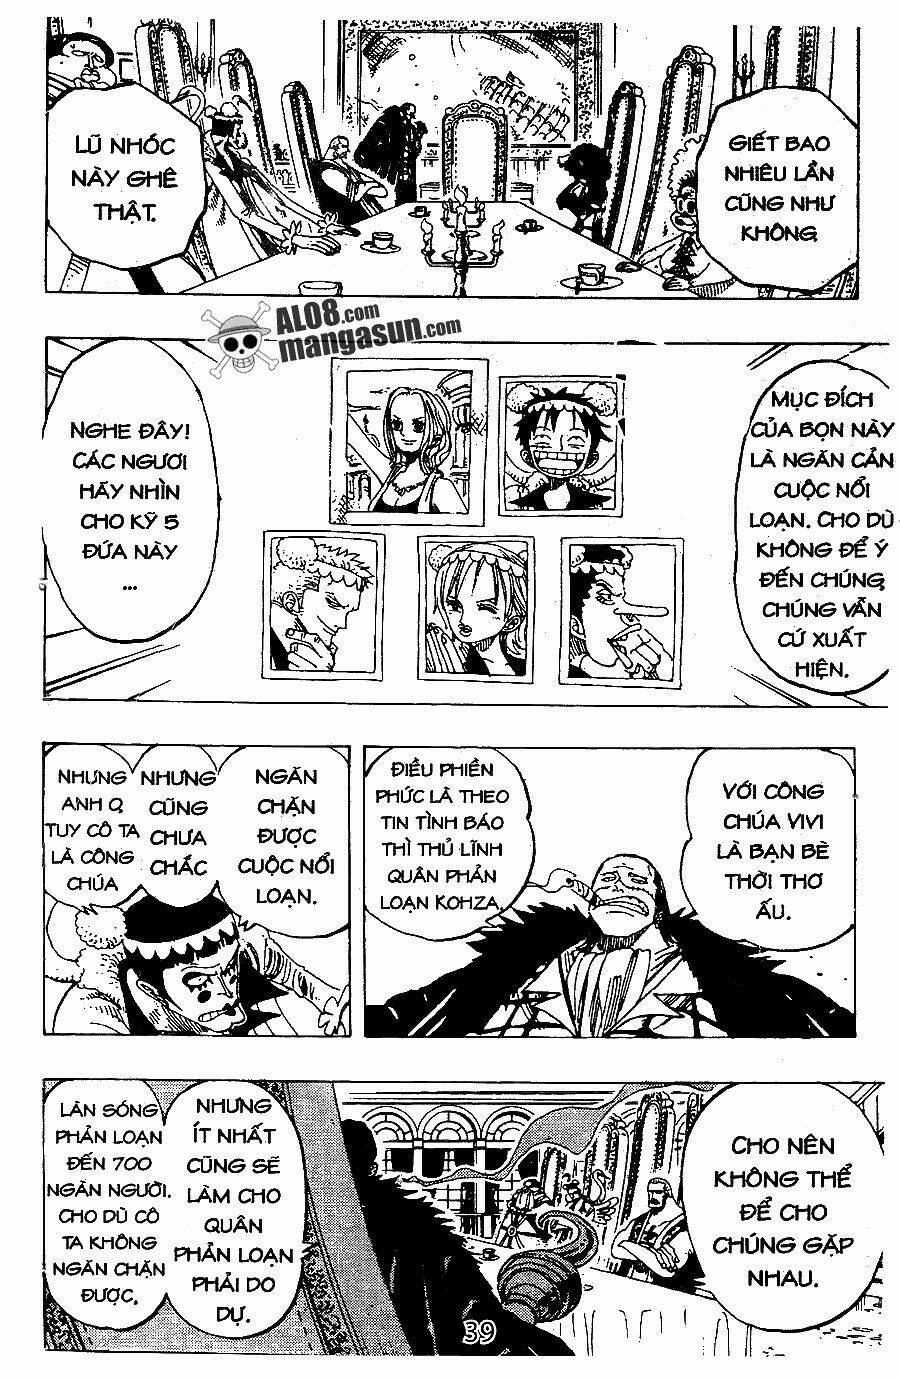 GIẾT BAO
NHIÊU LẦN
CŨNG NHƯ
KHÔNG.
LŨ NHÓC
NÀY GHÊ
THẬT.
AL08.com
mangasun.com
MỤC ĐÍCH
CỦA BỌN NÀY
LÀ NGĂN CẢN
CUỘC NỔI
LOẠN. CHO DÙ
KHÔNG ĐỂ Ý
ĐẾN CHÚNG,
CHÚNG VẪN
CỨ XUẤT
HIỆN.
NGHE ĐÂY!
CÁC NGƯƠI
HÃY NHÌN
CHO KỸ 5
ĐỨA NÀY
...
VỚI CÔNG
CHÚA VIVI
LÀ BẠN BÈ
THỜI THƠ
ẤU.
ĐIỀU PHIỀN
PHỨC LÀ THEO
TIN TÌNH BÁO
THÌ THỦ LĨNH
QUÂN PHẢN
LOẠN KOHZA,
NGĂN
CHẶN
ĐƯỢC
CUỘC NỔI
LOẠN.
NHƯNG
CŨNG
CHƯA
CHẮC
NHƯNG
ANH 0,
TUY CÔ TA
LÀ CÔNG
CHÚA
CHO NÊN
KHÔNG THỂ
ĐỂ CHO
CHÚNG GẶP
NHAU.
NHƯNG
ÍT NHẤT
CŨNG SẼ
LÀM CHO
QUÂN
PHẢN LOẠN
PHẢI DO
DỰ.
LÀN SÓNG
PHẢN LOẠN
ĐẾN 700
NGÀN NGƯỜI.
CHO DÙ CÔ
TA KHÔNG
NGĂN CHẶN
ĐƯỢC,
39